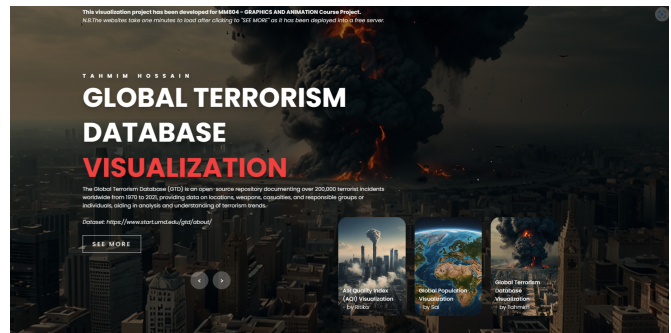 This visualization project has been developed for MM804 - GRAPHICS AND ANIMATION Course Project.
N.B.The websites take one minutes to load after clicking to "SEE MORE" as it has been deployed into a free server.
TAHMIM HOSSAIN
GLOBAL TERRORISM
DATABASE
VISUALIZATION
The Global Terrorism Database (GTD) is an open-source repository documenting over 200,000 terrorist incidents
worldwide from 1970 to 2021, providing data on locations, weapons, casualties, and responsible groups or
individuals, aiding in analysis and understanding of terrorism trends.
Dataset: https://www.start.umd.edu/gtd/about/
SEE MORE
< >
Air Quality Index
(AQI) Visualization
- by Ritika
Global Population
Visualization
- by Sai
Global Terrorism
Database
Visualization
- by Tahmim